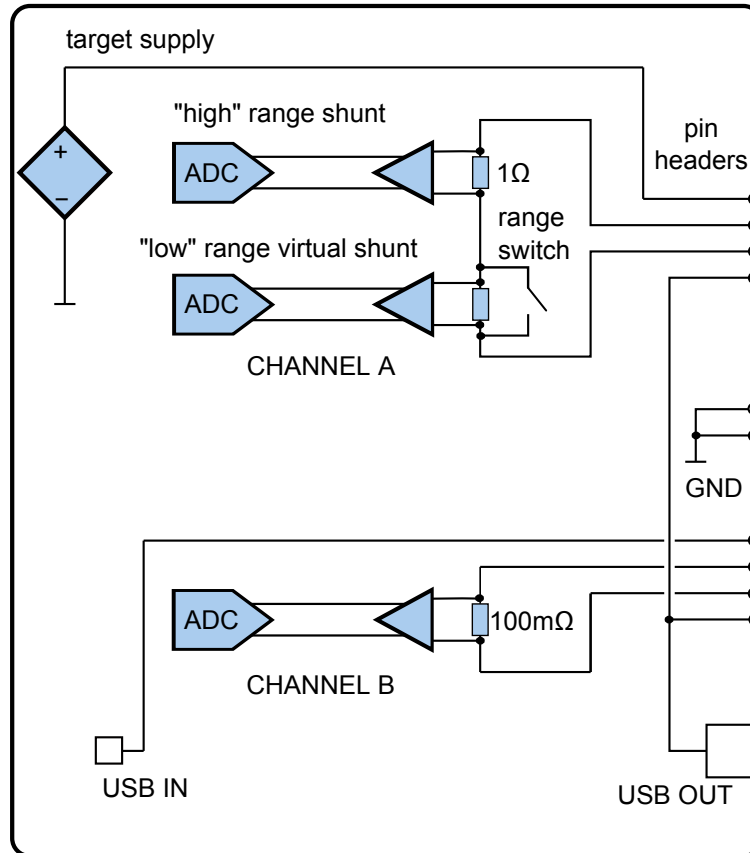 target supply
"high" range shunt
pin
headers
+
−
ADC
1Ω
range
switch
"low" range virtual shunt
ADC
CHANNEL A
GND
ADC
100mΩ
CHANNEL B
USB IN
USB OUT